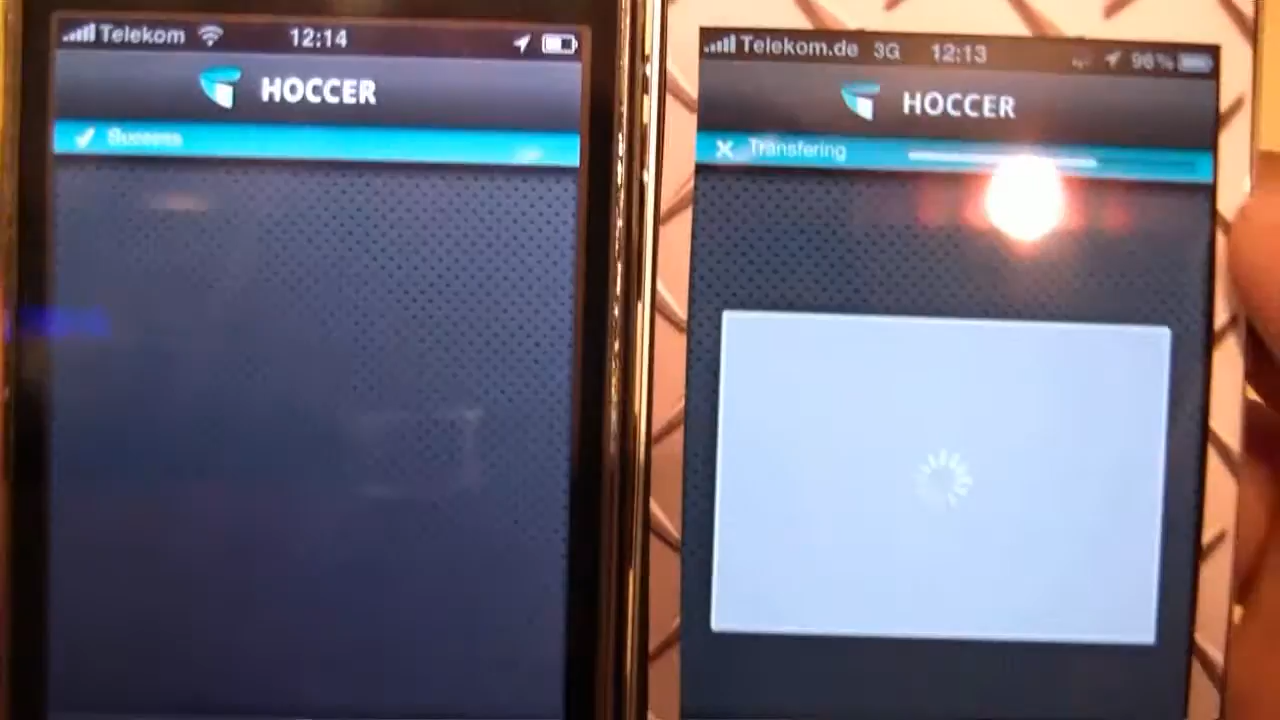 Telekom 12:14
HOCCER
Success
Telekom.de 3G 12:13 96%
HOCCER
Transfering